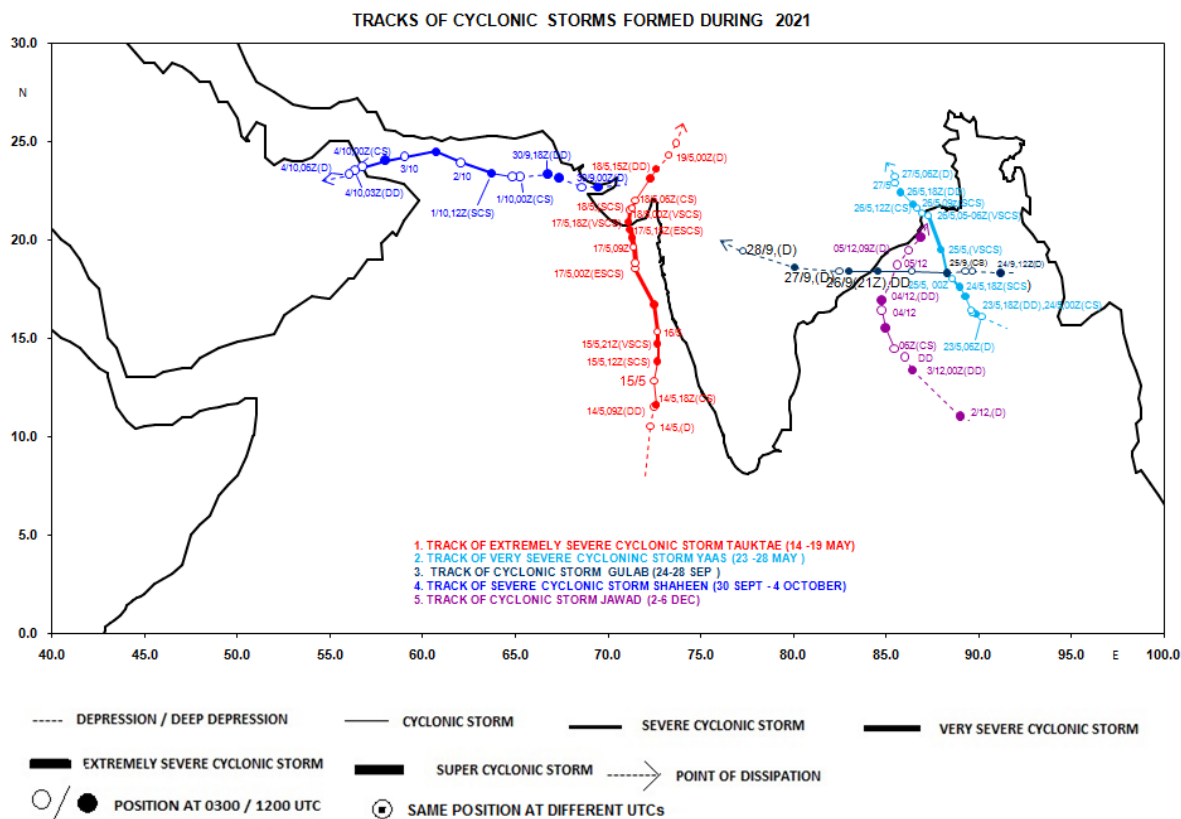 TRACKS OF CYCLONIC STORMS FORMED DURING 2021
30.0
N
25.0
20.0
15.0
10.0
5.0
0.0
40.0 45.0 50.0 55.0 60.0 65.0 70.0 75.0 80.0 85.0 90.0 95.0 E 100.0
4/10,06Z(D)
4/10,00Z(CS)
4/10,03Z(DD)
3/10
2/10
1/10,12Z(SCS)
1/10,00Z(CS)
30/9,18Z(DD)
30/9,00Z(D)
19/5,00Z(D)
18/5,15Z(DD)
18/5,06Z(CS)
18/5,(SCS)
18/5,00Z(VSCS)
17/5,18Z(VSCS)
17/5,15Z(ESCS)
17/5,09Z
17/5,00Z(ESCS)
16/5
15/5,21Z(VSCS)
15/5,12Z(SCS)
15/5
14/5,18Z(CS)
14/5,09Z(DD)
14/5,(D)
27/5,06Z(D)
27/5
26/5,18Z(DD)
26/5,09Z(SCS)
26/5,12Z(CS)
26/5,05-06Z(VSCS)
25/5,(VSCS)
25/5, 00Z
24/5,18Z(SCS)
23/5,18Z(DD),24/5,00Z(CS)
23/5,06Z(D)
28/9,(D)
27/9,(D)
26/9(21Z),DD
25/9,(CS)
24/9,12Z(D)
)
05/12,09Z(D)
05/12
04/12,(DD)
04/12
06Z(CS)
DD
3/12,00Z(DD)
2/12,(D)
1. TRACK OF EXTREMELY SEVERE CYCLONIC STORM TAUKTAE (14 -19 MAY)
2. TRACK OF VERY SEVERE CYCLONINC STORM YAAS (23 -28 MAY )
3. TRACK OF CYCLONIC STORM GULAB (24-28 SEP )
4. TRACK OF SEVERE CYCLONIC STORM SHAHEEN (30 SEPT - 4 OCTOBER)
5. TRACK OF CYCLONIC STORM JAWAD (2-6 DEC)
DEPRESSION / DEEP DEPRESSION CYCLONIC STORM SEVERE CYCLONIC STORM VERY SEVERE CYCLONIC STORM
EXTREMELY SEVERE CYCLONIC STORM SUPER CYCLONIC STORM POINT OF DISSIPATION
/ POSITION AT 0300 / 1200 UTC SAME POSITION AT DIFFERENT UTCs